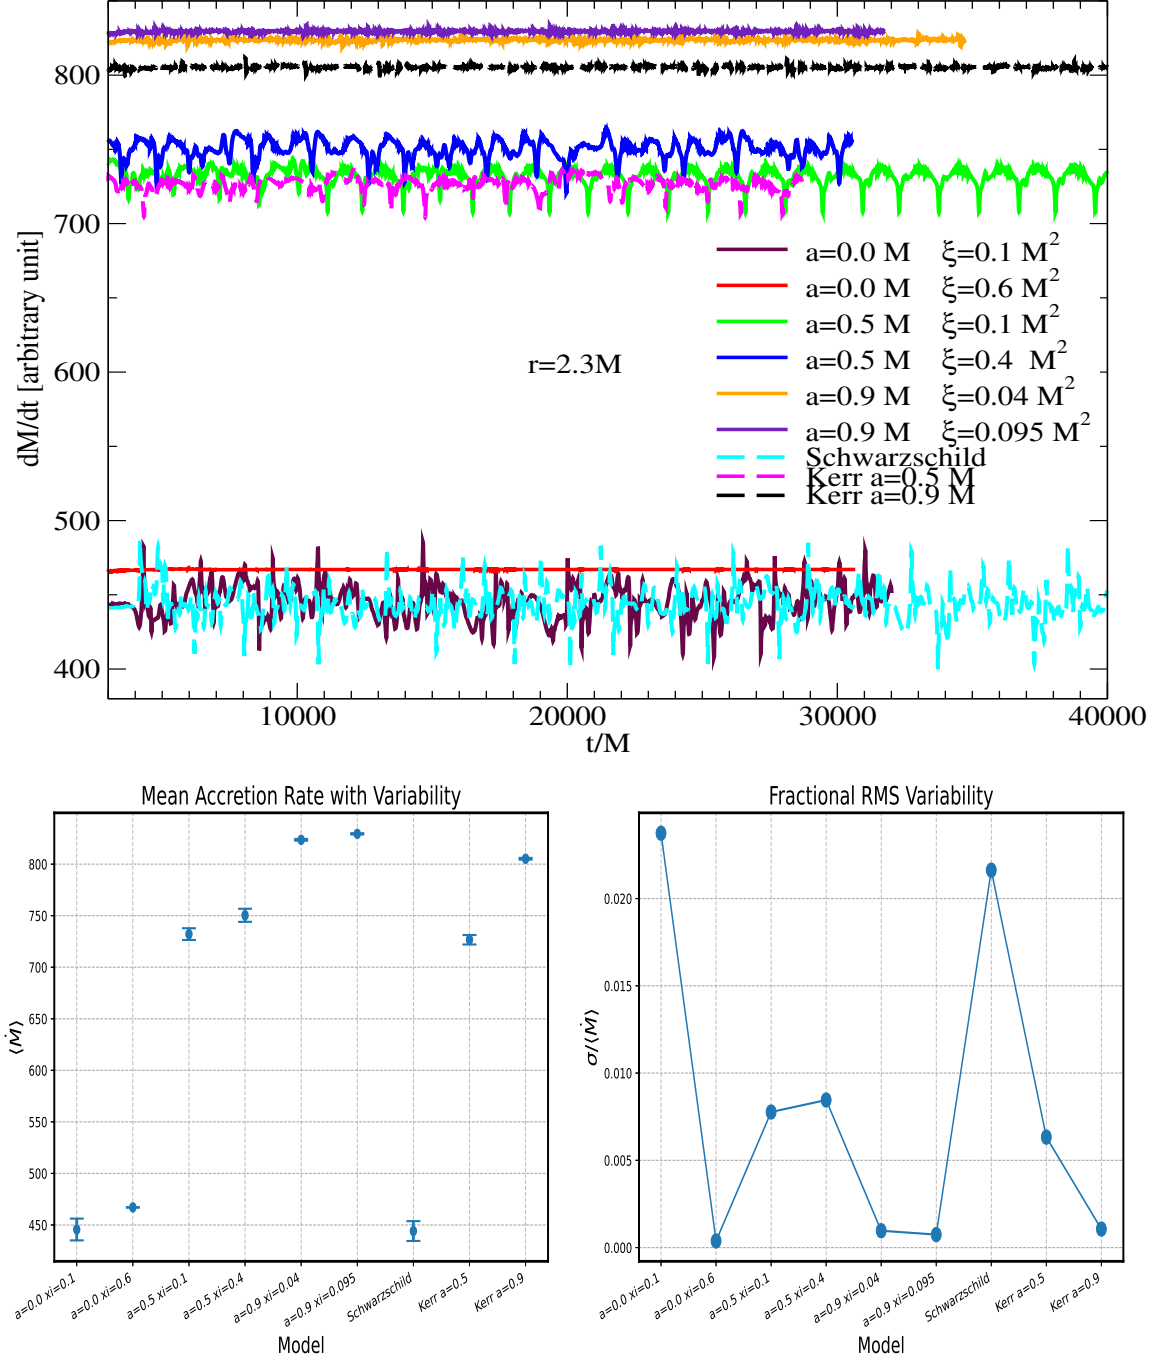 800
700
600
500
400
dM/dt [arbitrary unit]
r=2.3M
a=0.0 M ξ=0.1 M²
a=0.0 M ξ=0.6 M²
a=0.5 M ξ=0.1 M²
a=0.5 M ξ=0.4 M²
a=0.9 M ξ=0.04 M²
a=0.9 M ξ=0.095 M²
Schwarzschild
Kerr a=0.5 M
Kerr a=0.9 M
10000 20000 30000 40000
t/M
Mean Accretion Rate with Variability
800
750
700
650
600
550
500
450
⟨Ṁ⟩
a=0.0 xi=0.1
a=0.0 xi=0.6
a=0.5 xi=0.1
a=0.5 xi=0.4
a=0.9 xi=0.04
a=0.9 xi=0.095
Schwarzschild
Kerr a=0.5
Kerr a=0.9
Model
Fractional RMS Variability
0.020
0.015
0.010
0.005
0.000
σ/⟨Ṁ⟩
a=0.0 xi=0.1
a=0.0 xi=0.6
a=0.5 xi=0.1
a=0.5 xi=0.4
a=0.9 xi=0.04
a=0.9 xi=0.095
Schwarzschild
Kerr a=0.5
Kerr a=0.9
Model